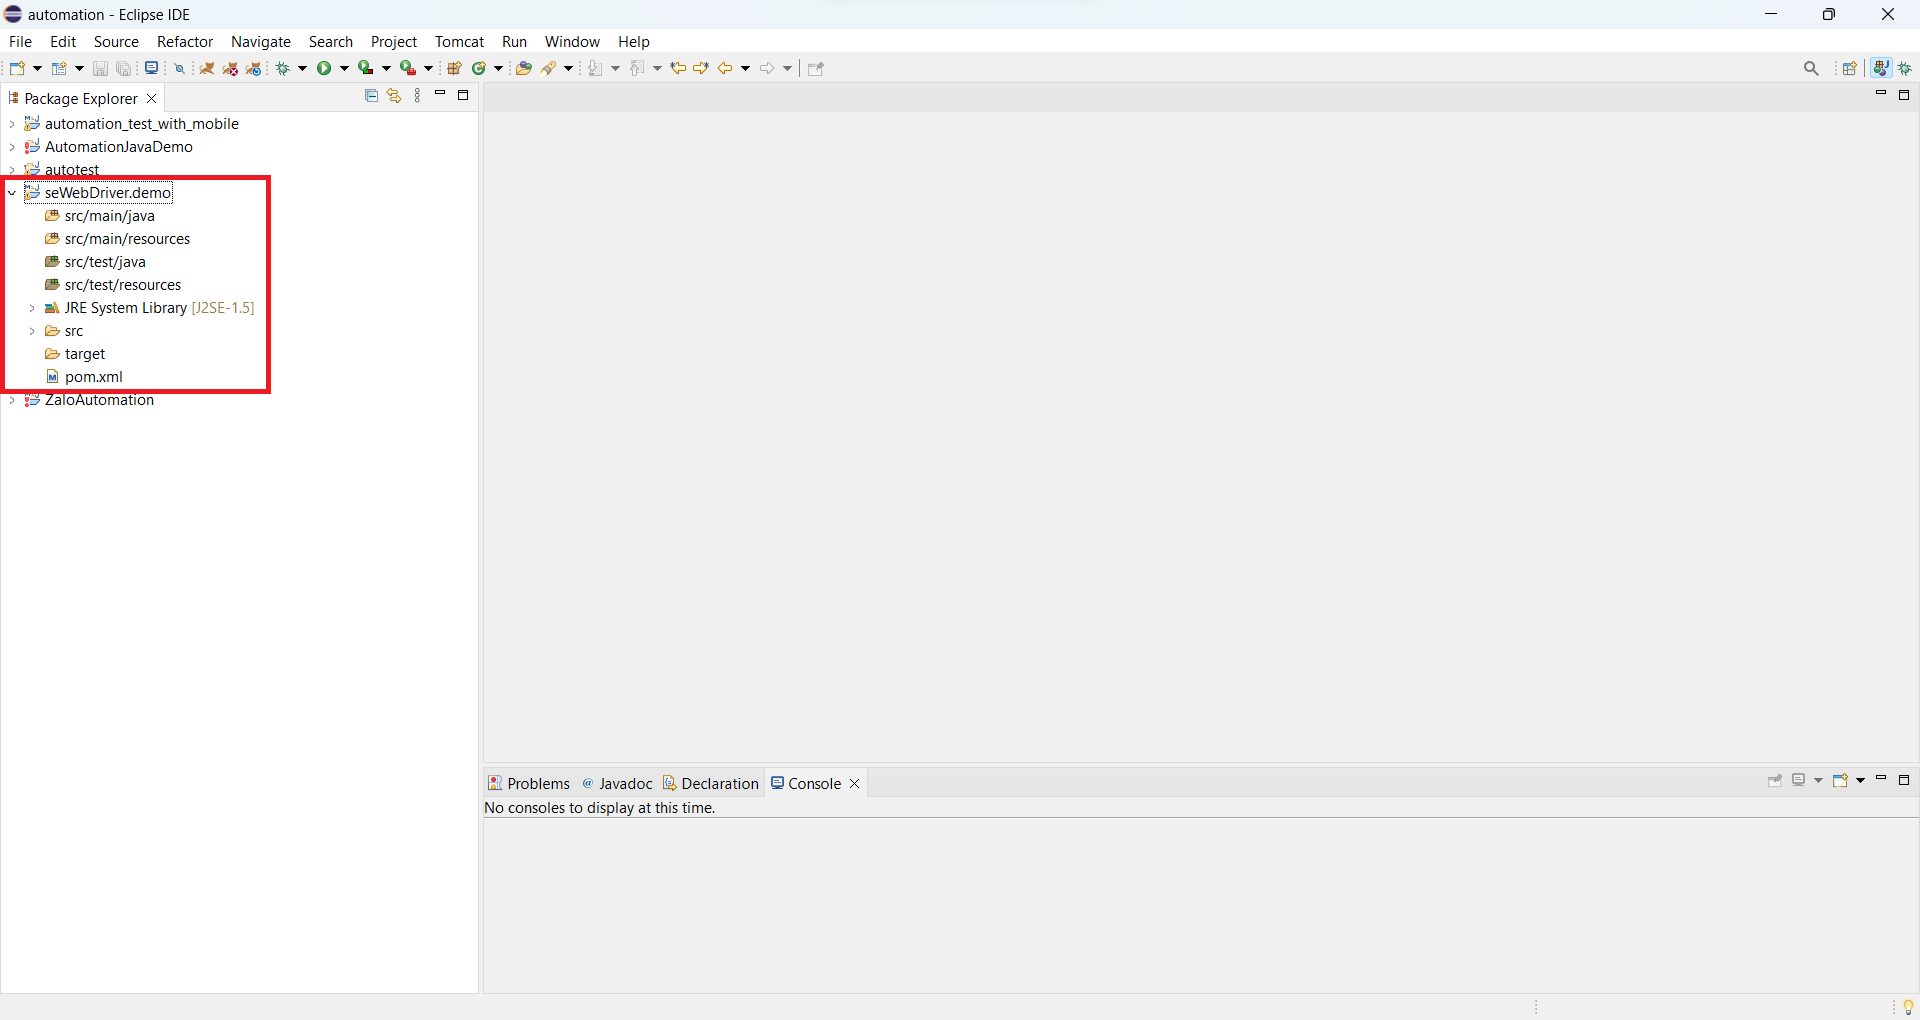 automation - Eclipse IDE
File Edit Source Refactor Navigate Search Project Tomcat Run Window Help
Package Explorer
automation_test_with_mobile
AutomationJavaDemo
autotest
seWebDriver.demo
src/main/java
src/main/resources
src/test/java
src/test/resources
JRE System Library [J2SE-1.5]
src
target
pom.xml
ZaloAutomation
Problems @ Javadoc Declaration Console
No consoles to display at this time.